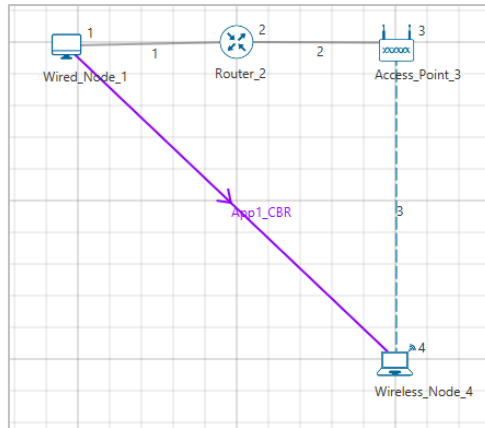 1
2
3
1
2
Wired_Node_1
Router_2
Access_Point_3
App1_CBR
3
4
Wireless_Node_4